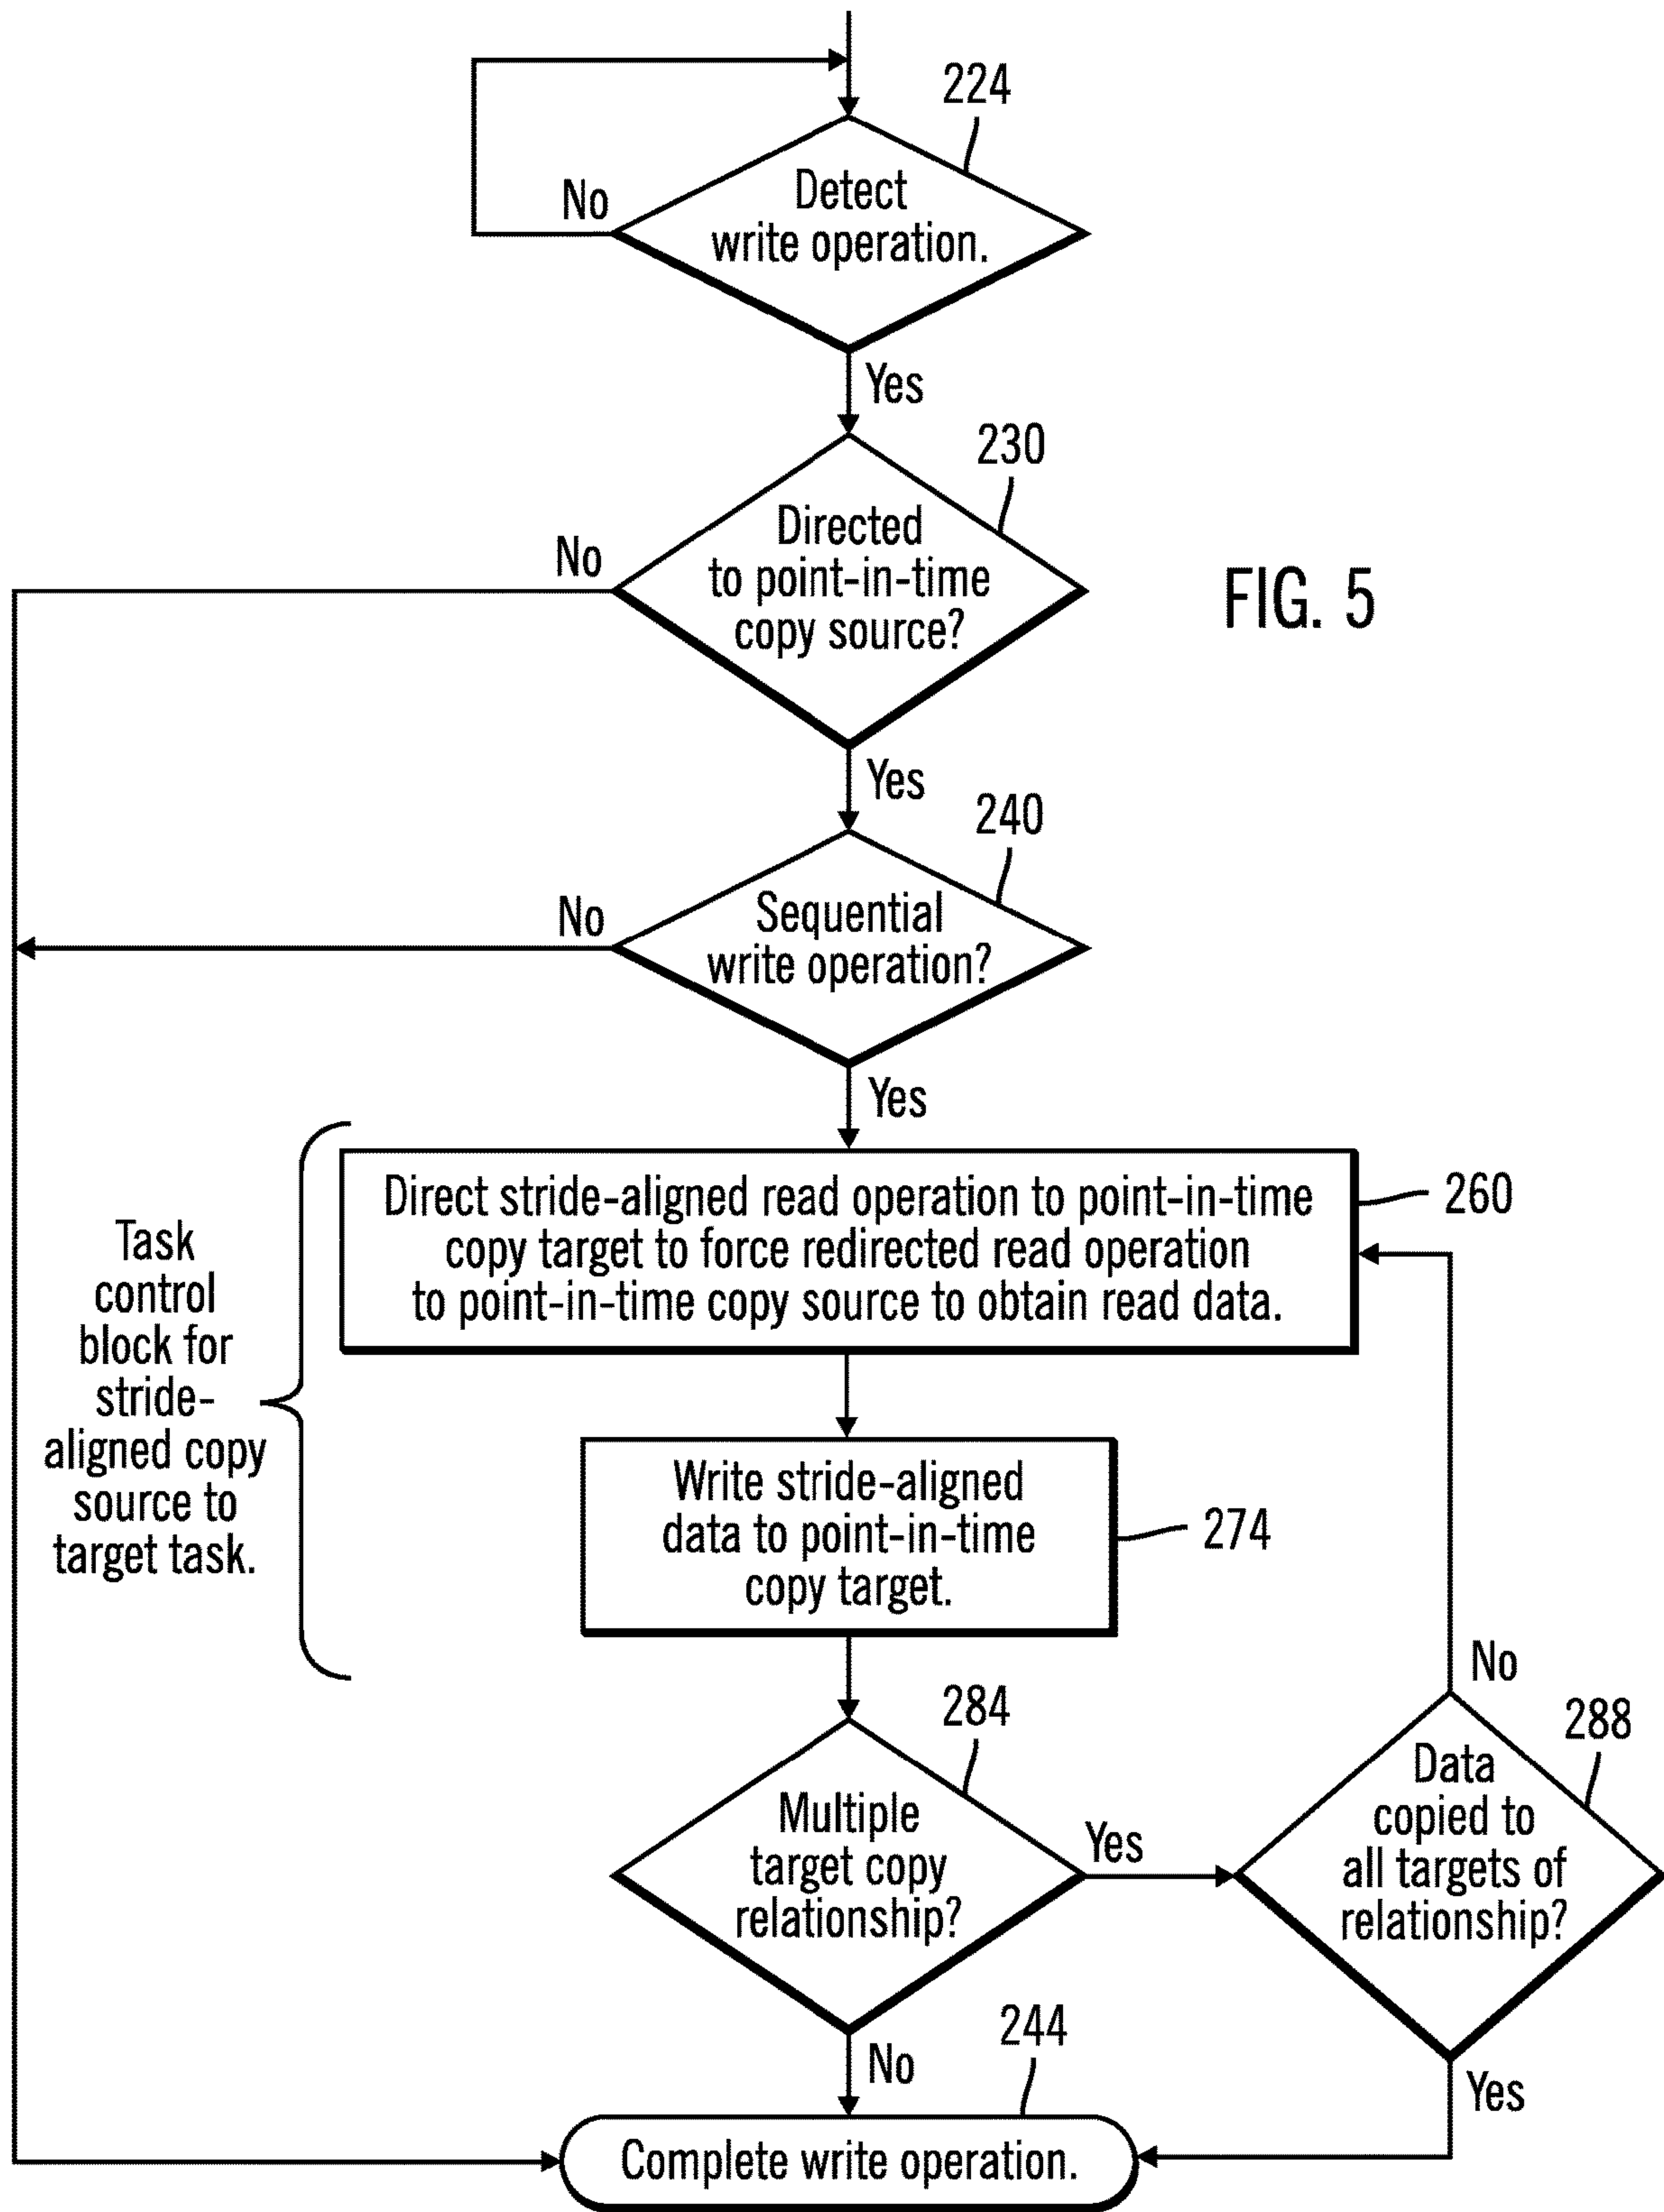 224
No
Detect
write operation.
Yes
230
No
Directed
to point-in-time
copy source?
FIG. 5
Yes
240
No
Sequential
write operation?
Yes
Task
control
block for
stride-
aligned copy
source to
target task.
Direct stride-aligned read operation to point-in-time
copy target to force redirected read operation
to point-in-time copy source to obtain read data.
260
Write stride-aligned
data to point-in-time
copy target.
274
No
284
288
Multiple
target copy
relationship?
Yes
Data
copied to
all targets of
relationship?
244
No
Yes
Complete write operation.